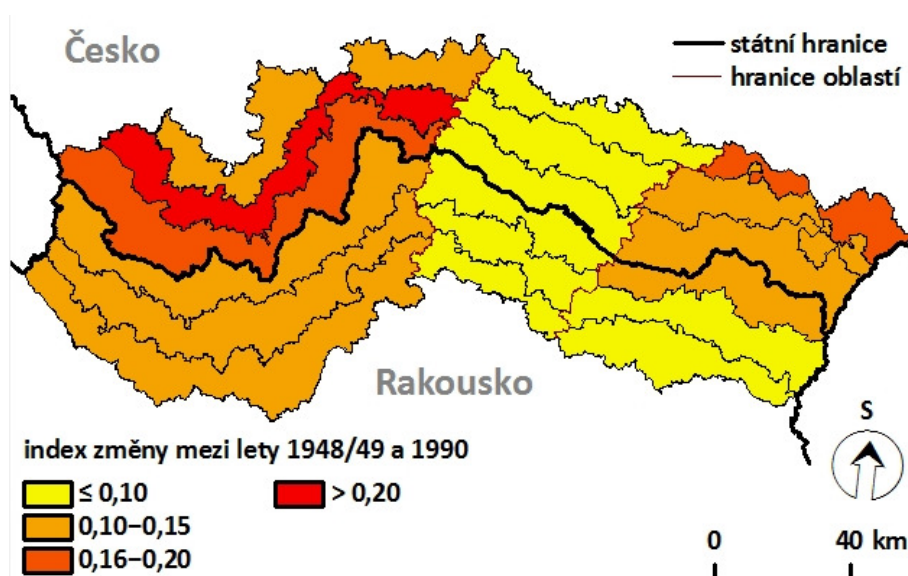 Česko
státní hranice
hranice oblastí
Rakousko
S
index změny mezi lety 1948/49 a 1990
≤ 0,10
> 0,20
0,10–0,15
0,16–0,20
0 40 km